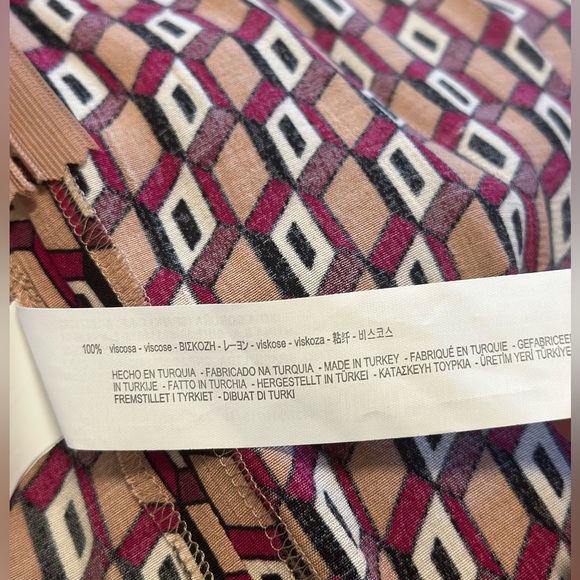 100% viscosa - viscose - ΒΙΣΚΟΖΗ - レーヨン - viskose - viskoza - 粘纤 - 비스코스
HECHO EN TURQUIA - FABRICADO NA TURQUIA - MADE IN TURKEY - FABRIQUÉ EN TURQUIE - GEFABRICEE
IN TURKIJE - FATTO IN TURCHIA - HERGESTELLT IN TÜRKEI - ΚΑΤΑΣΚΕΥΗ ΤΟΥΡΚΙΑ - ÜRETİM YERİ TÜRKİYE
FREMSTILLET I TYRKIET - DIBUAT DI TURKI